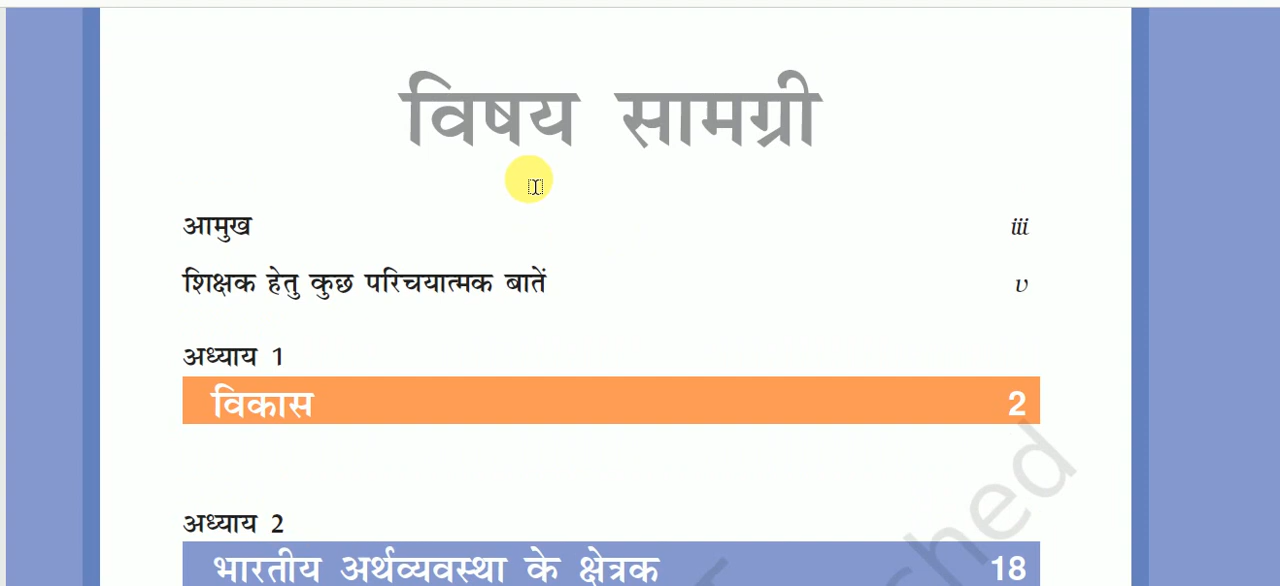 विषय सामग्री
आमुख iii
शिक्षक हेतु कुछ परिचयात्मक बातें v
अध्याय 1
विकास 2
अध्याय 2
भारतीय अर्थव्यवस्था के क्षेत्रक 18